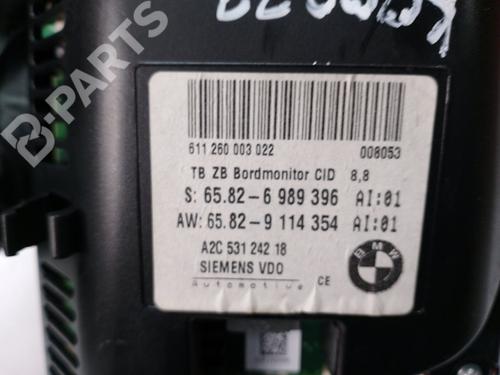 B-PARTS
611 260 003 022 008053
TB ZB Bordmonitor CID 8,8
S: 65.82-6 989 396 AI:01
AW: 65.82-9 114 354 AI:01
A2C 531 242 18
SIEMENS VDO
Automotive CE
BMW